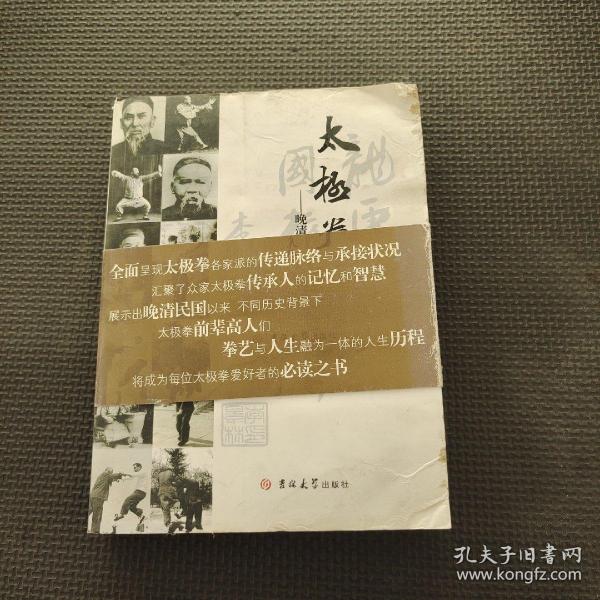 太极拳
——晚清
全面呈现太极拳各家派的传递脉络与承接状况
汇聚了众家太极拳传承人的记忆和智慧
展示出晚清民国以来 不同历史背景下
太极拳前辈高人们
拳艺与人生融为一体的人生历程
将成为每位太极拳爱好者的必读之书
吉林大学出版社
孔夫子旧书网
www.kongfz.com